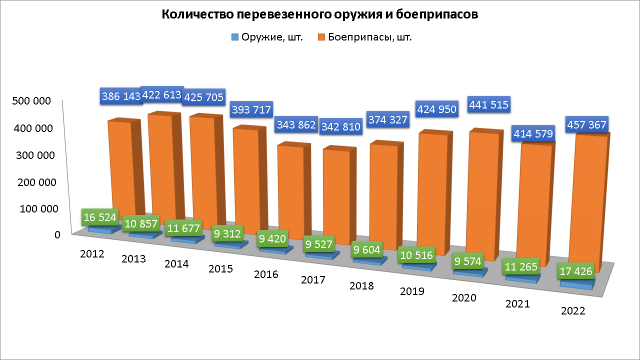 Количество перевезенного оружия и боеприпасов
Оружие, шт. Боеприпасы, шт.
386 143 422 613 425 705 393 717 343 862 342 810 374 327 424 950 441 515 414 579 457 367
500 000
400 000
300 000
200 000
100 000
0
16 524 10 857 11 677 9 312 9 420 9 527 9 604 10 516 9 574 11 265 17 426
2012 2013 2014 2015 2016 2017 2018 2019 2020 2021 2022